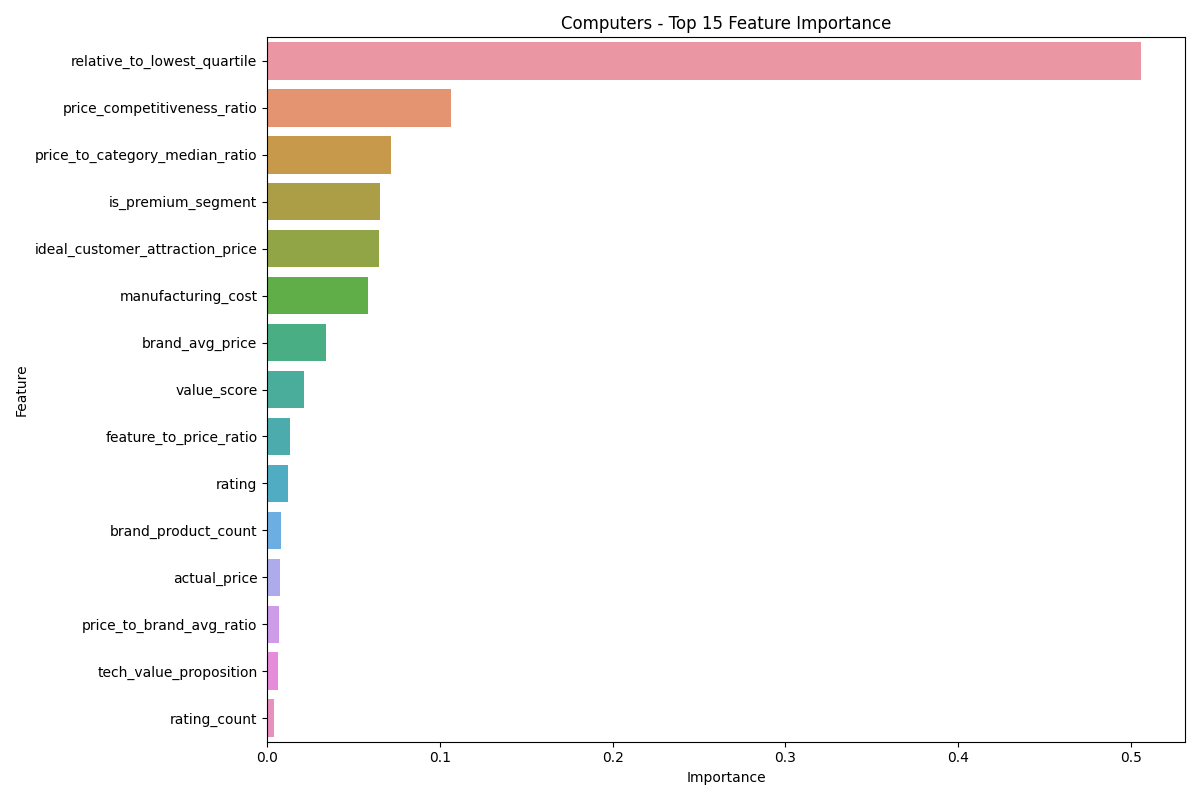 Computers - Top 15 Feature Importance
relative_to_lowest_quartile
price_competitiveness_ratio
price_to_category_median_ratio
is_premium_segment
ideal_customer_attraction_price
manufacturing_cost
brand_avg_price
value_score
feature_to_price_ratio
rating
brand_product_count
actual_price
price_to_brand_avg_ratio
tech_value_proposition
rating_count
Feature
0.0 0.1 0.2 0.3 0.4 0.5
Importance